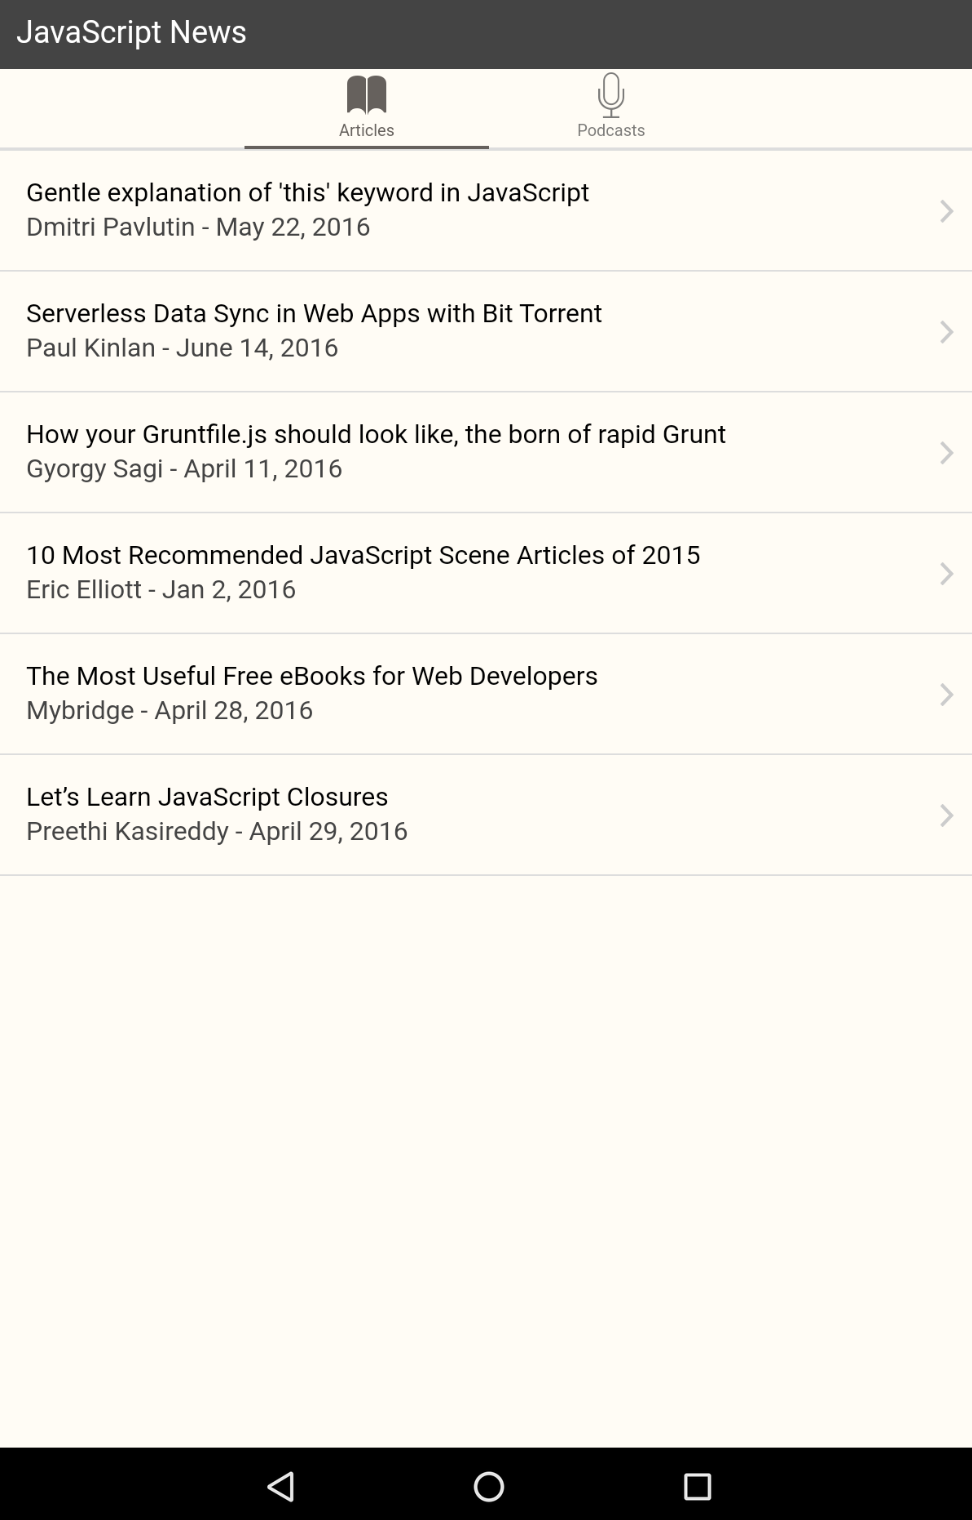 JavaScript News
Articles
Podcasts
Gentle explanation of 'this' keyword in JavaScript
Dmitri Pavlutin - May 22, 2016
Serverless Data Sync in Web Apps with Bit Torrent
Paul Kinlan - June 14, 2016
How your Gruntfile.js should look like, the born of rapid Grunt
Gyorgy Sagi - April 11, 2016
10 Most Recommended JavaScript Scene Articles of 2015
Eric Elliott - Jan 2, 2016
The Most Useful Free eBooks for Web Developers
Mybridge - April 28, 2016
Let’s Learn JavaScript Closures
Preethi Kasireddy - April 29, 2016